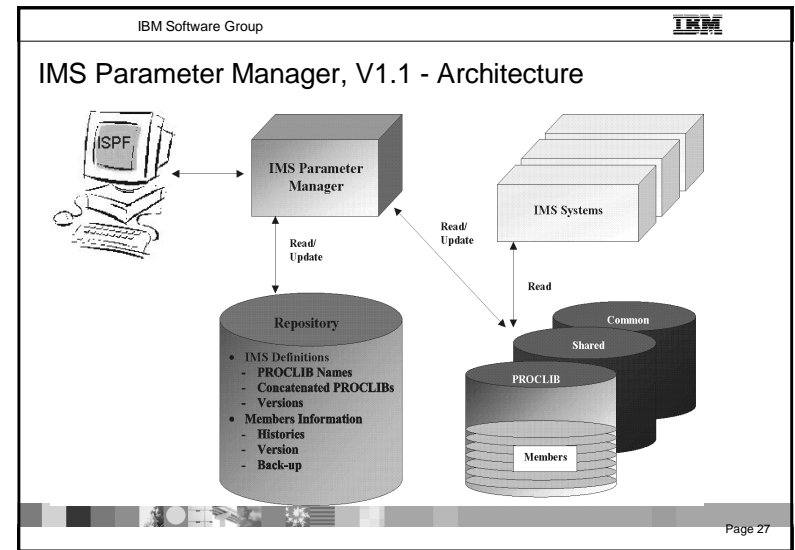 IBM Software Group
IBM
IMS Parameter Manager, V1.1 - Architecture
ISPF
IMS Parameter
Manager
IMS Systems
Read/
Update
Read/
Update
Read
Repository
• IMS Definitions
- PROCLIB Names
- Concatenated PROCLIBs
- Versions
• Members Information
- Histories
- Version
- Back-up
Common
Shared
PROCLIB
Members
Page 27